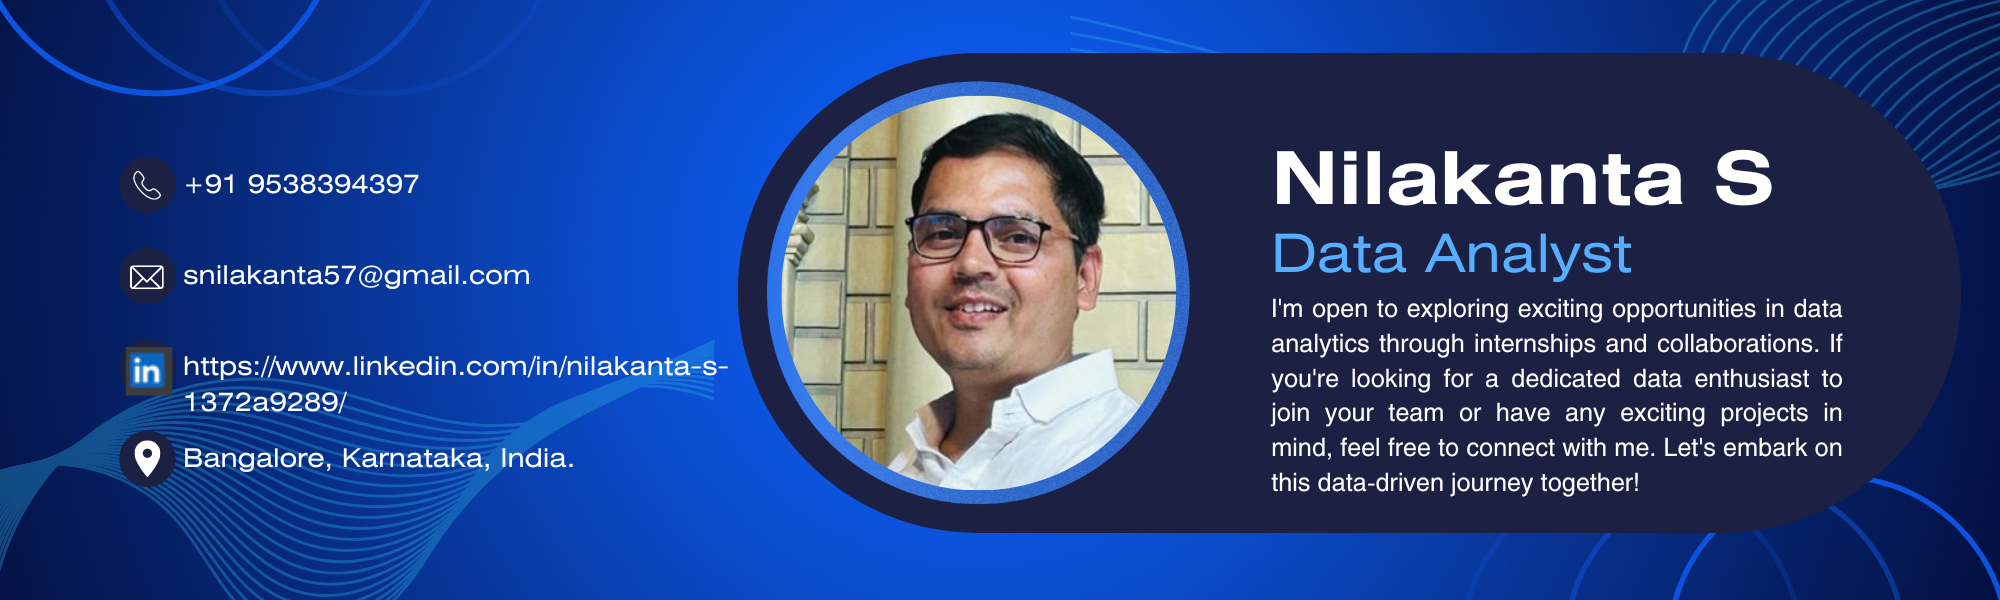 +91 9538394397
snilakanta57@gmail.com
in
https://www.linkedin.com/in/nilakanta-s-
1372a9289/
Bangalore, Karnataka, India.
Nilakanta S
Data Analyst
I'm open to exploring exciting opportunities in data
analytics through internships and collaborations. If
you're looking for a dedicated data enthusiast to
join your team or have any exciting projects in
mind, feel free to connect with me. Let's embark on
this data-driven journey together!